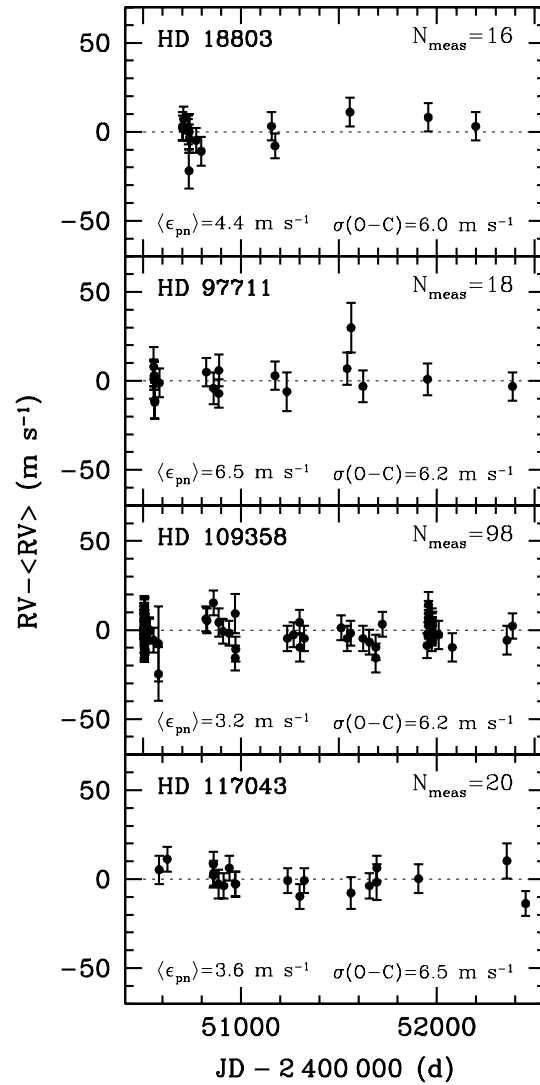 HD 18803 N_meas=16
50
0
−50
⟨ϵ_pn⟩=4.4 m s⁻¹ σ(O−C)=6.0 m s⁻¹
HD 97711 N_meas=18
50
0
−50
⟨ϵ_pn⟩=6.5 m s⁻¹ σ(O−C)=6.2 m s⁻¹
HD 109358 N_meas=98
50
0
−50
⟨ϵ_pn⟩=3.2 m s⁻¹ σ(O−C)=6.2 m s⁻¹
HD 117043 N_meas=20
50
0
−50
⟨ϵ_pn⟩=3.6 m s⁻¹ σ(O−C)=6.5 m s⁻¹
RV−<RV> (m s⁻¹)
51000 52000
JD − 2 400 000 (d)